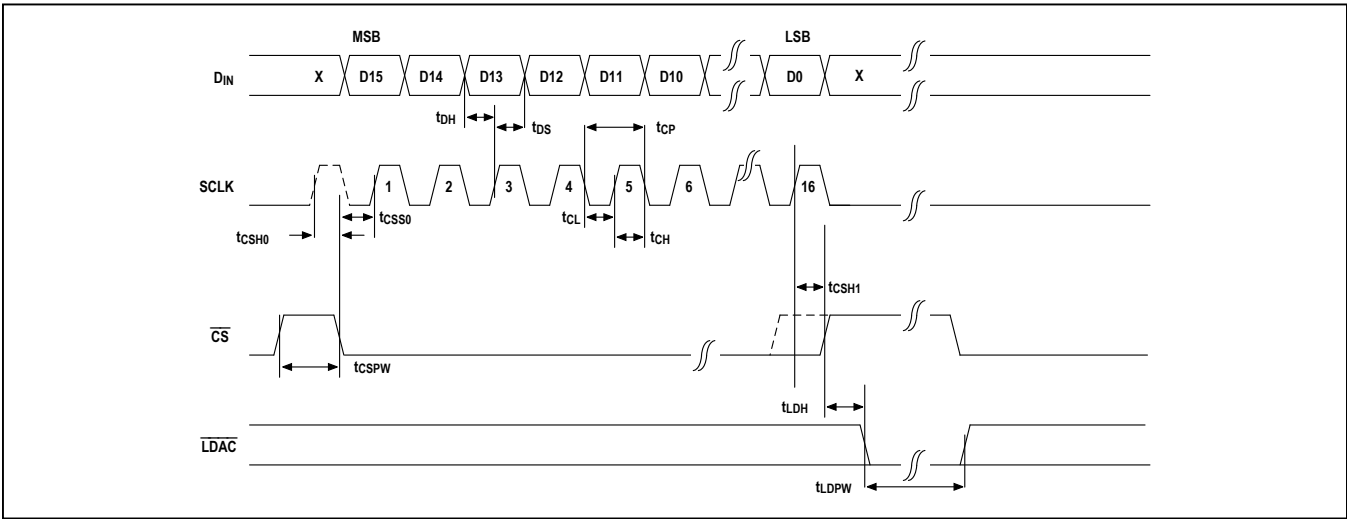 MSB LSB
DIN X D15 D14 D13 D12 D11 D10 D0 X
tDH tDS tCP
SCLK 1 2 3 4 5 6 16
tCSS0 tCL
tCSH0 tCH
tCSH1
CS
tCSPW
tLDH
LDAC
tLDPW